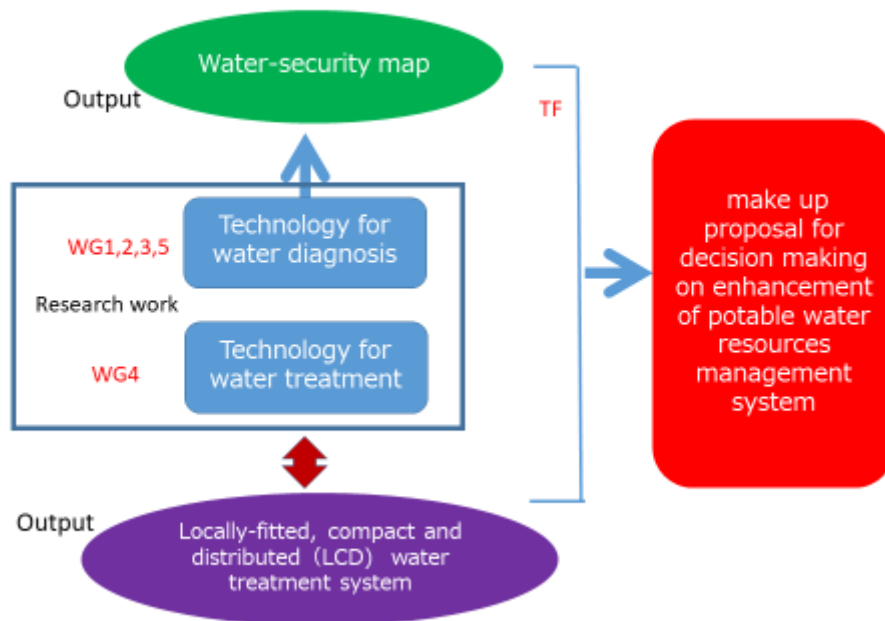 Water-security map
Output
TF
WG1,2,3,5
Technology for
water diagnosis
Research work
WG4
Technology for
water treatment
make up
proposal for
decision making
on enhancement
of potable water
resources
management
system
Output
Locally-fitted, compact and
distributed (LCD) water
treatment system